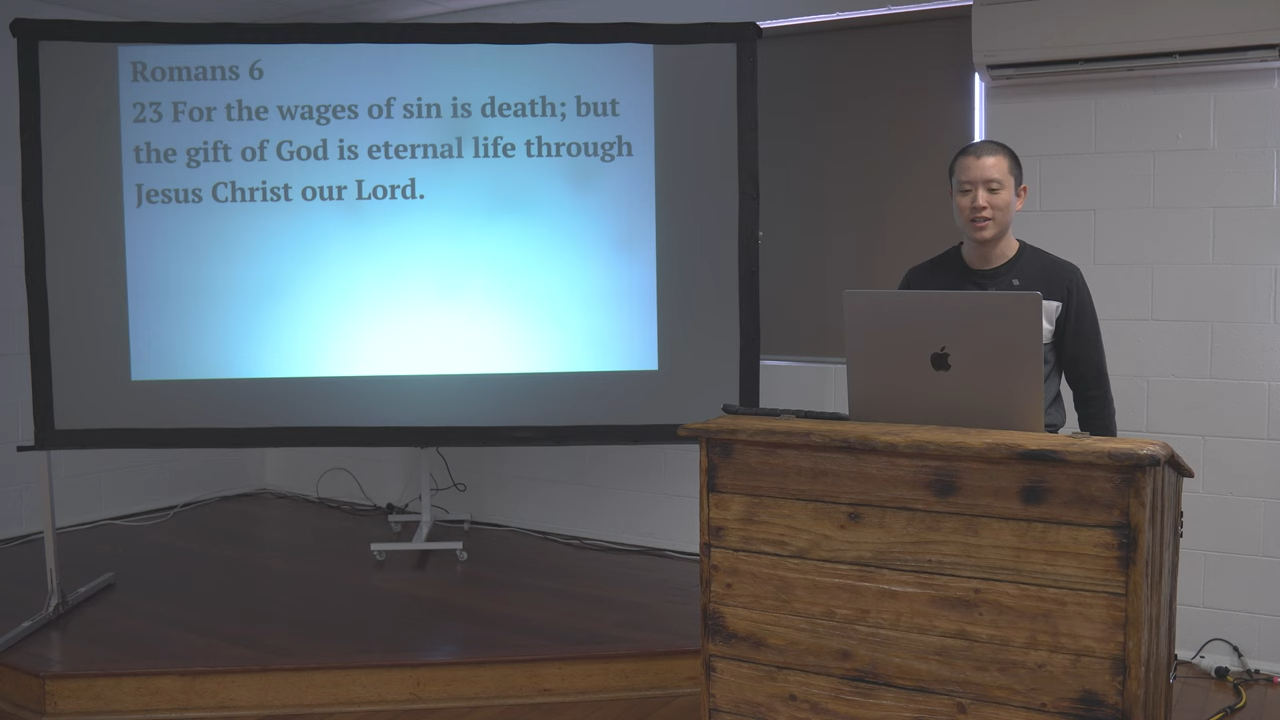 Romans 6
23 For the wages of sin is death; but
the gift of God is eternal life through
Jesus Christ our Lord.